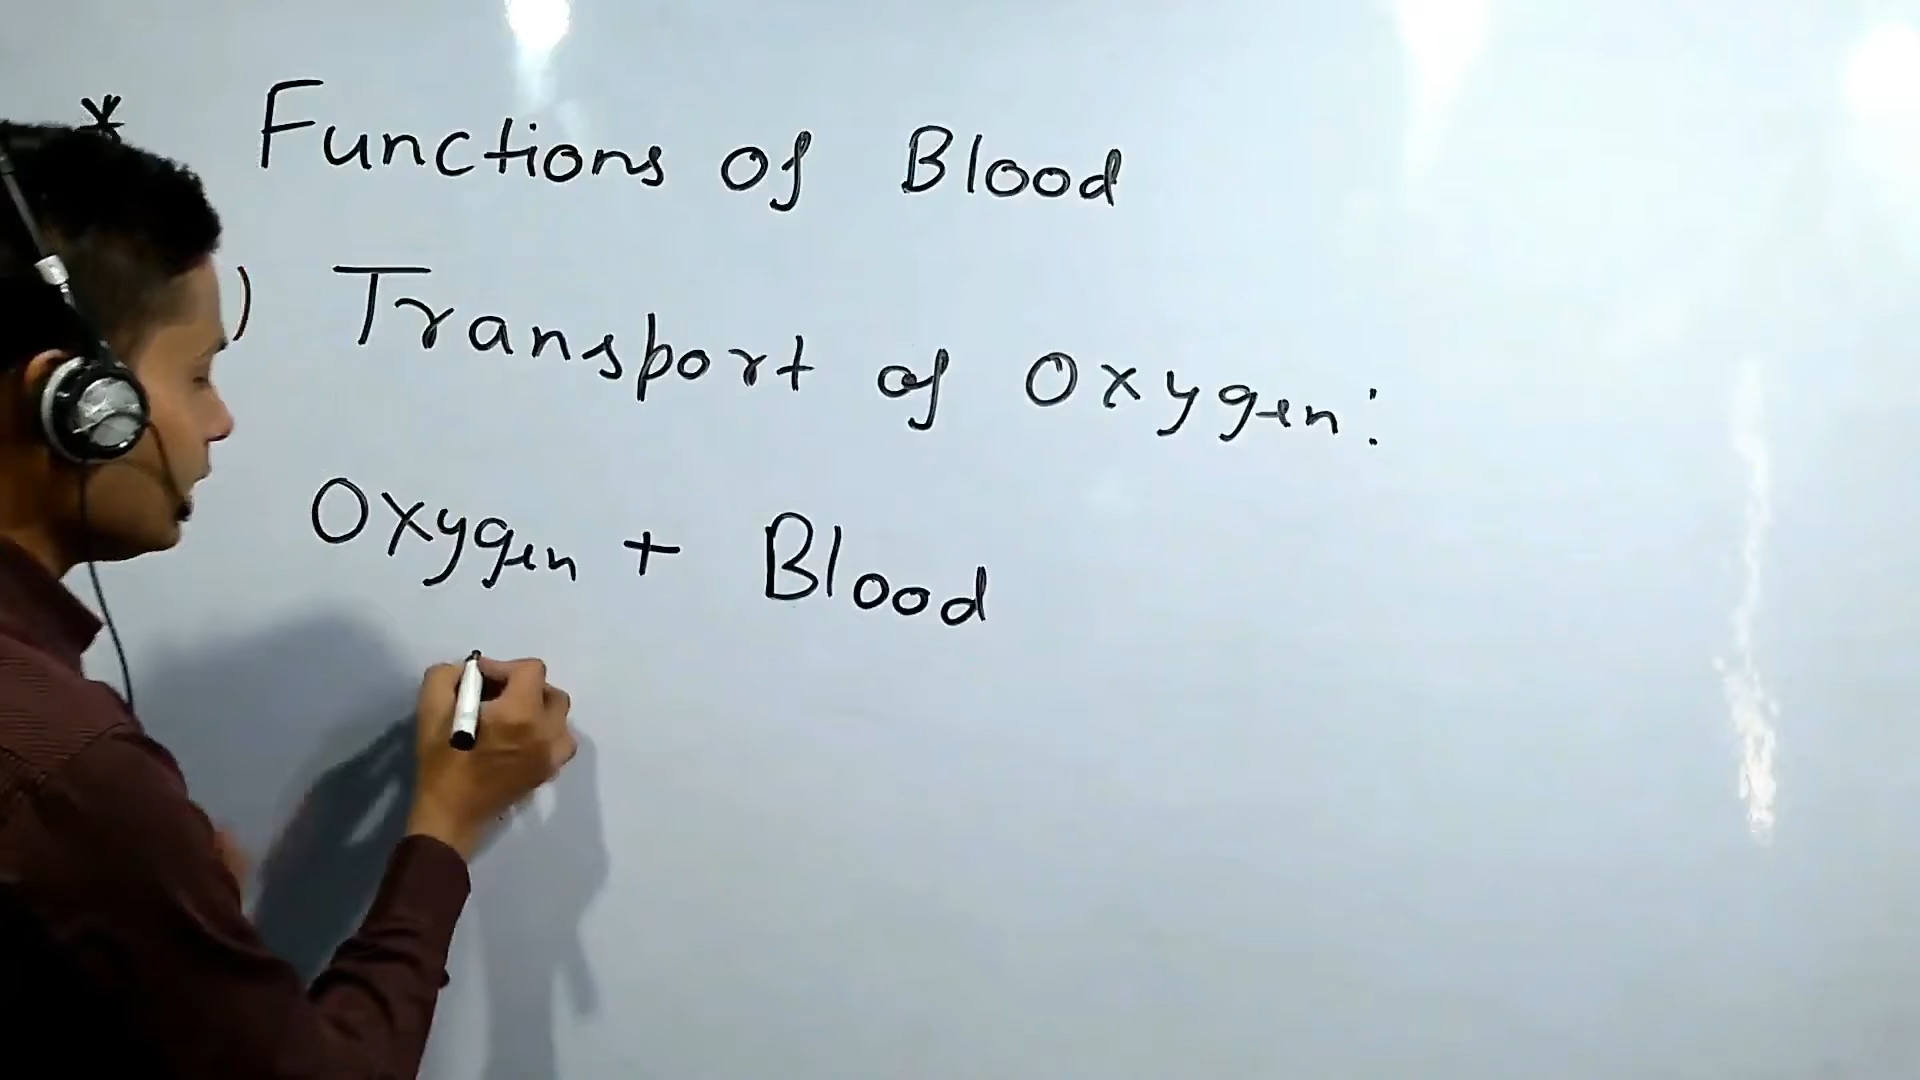 * Functions of Blood
) Transport of Oxygen:
Oxygen + Blood